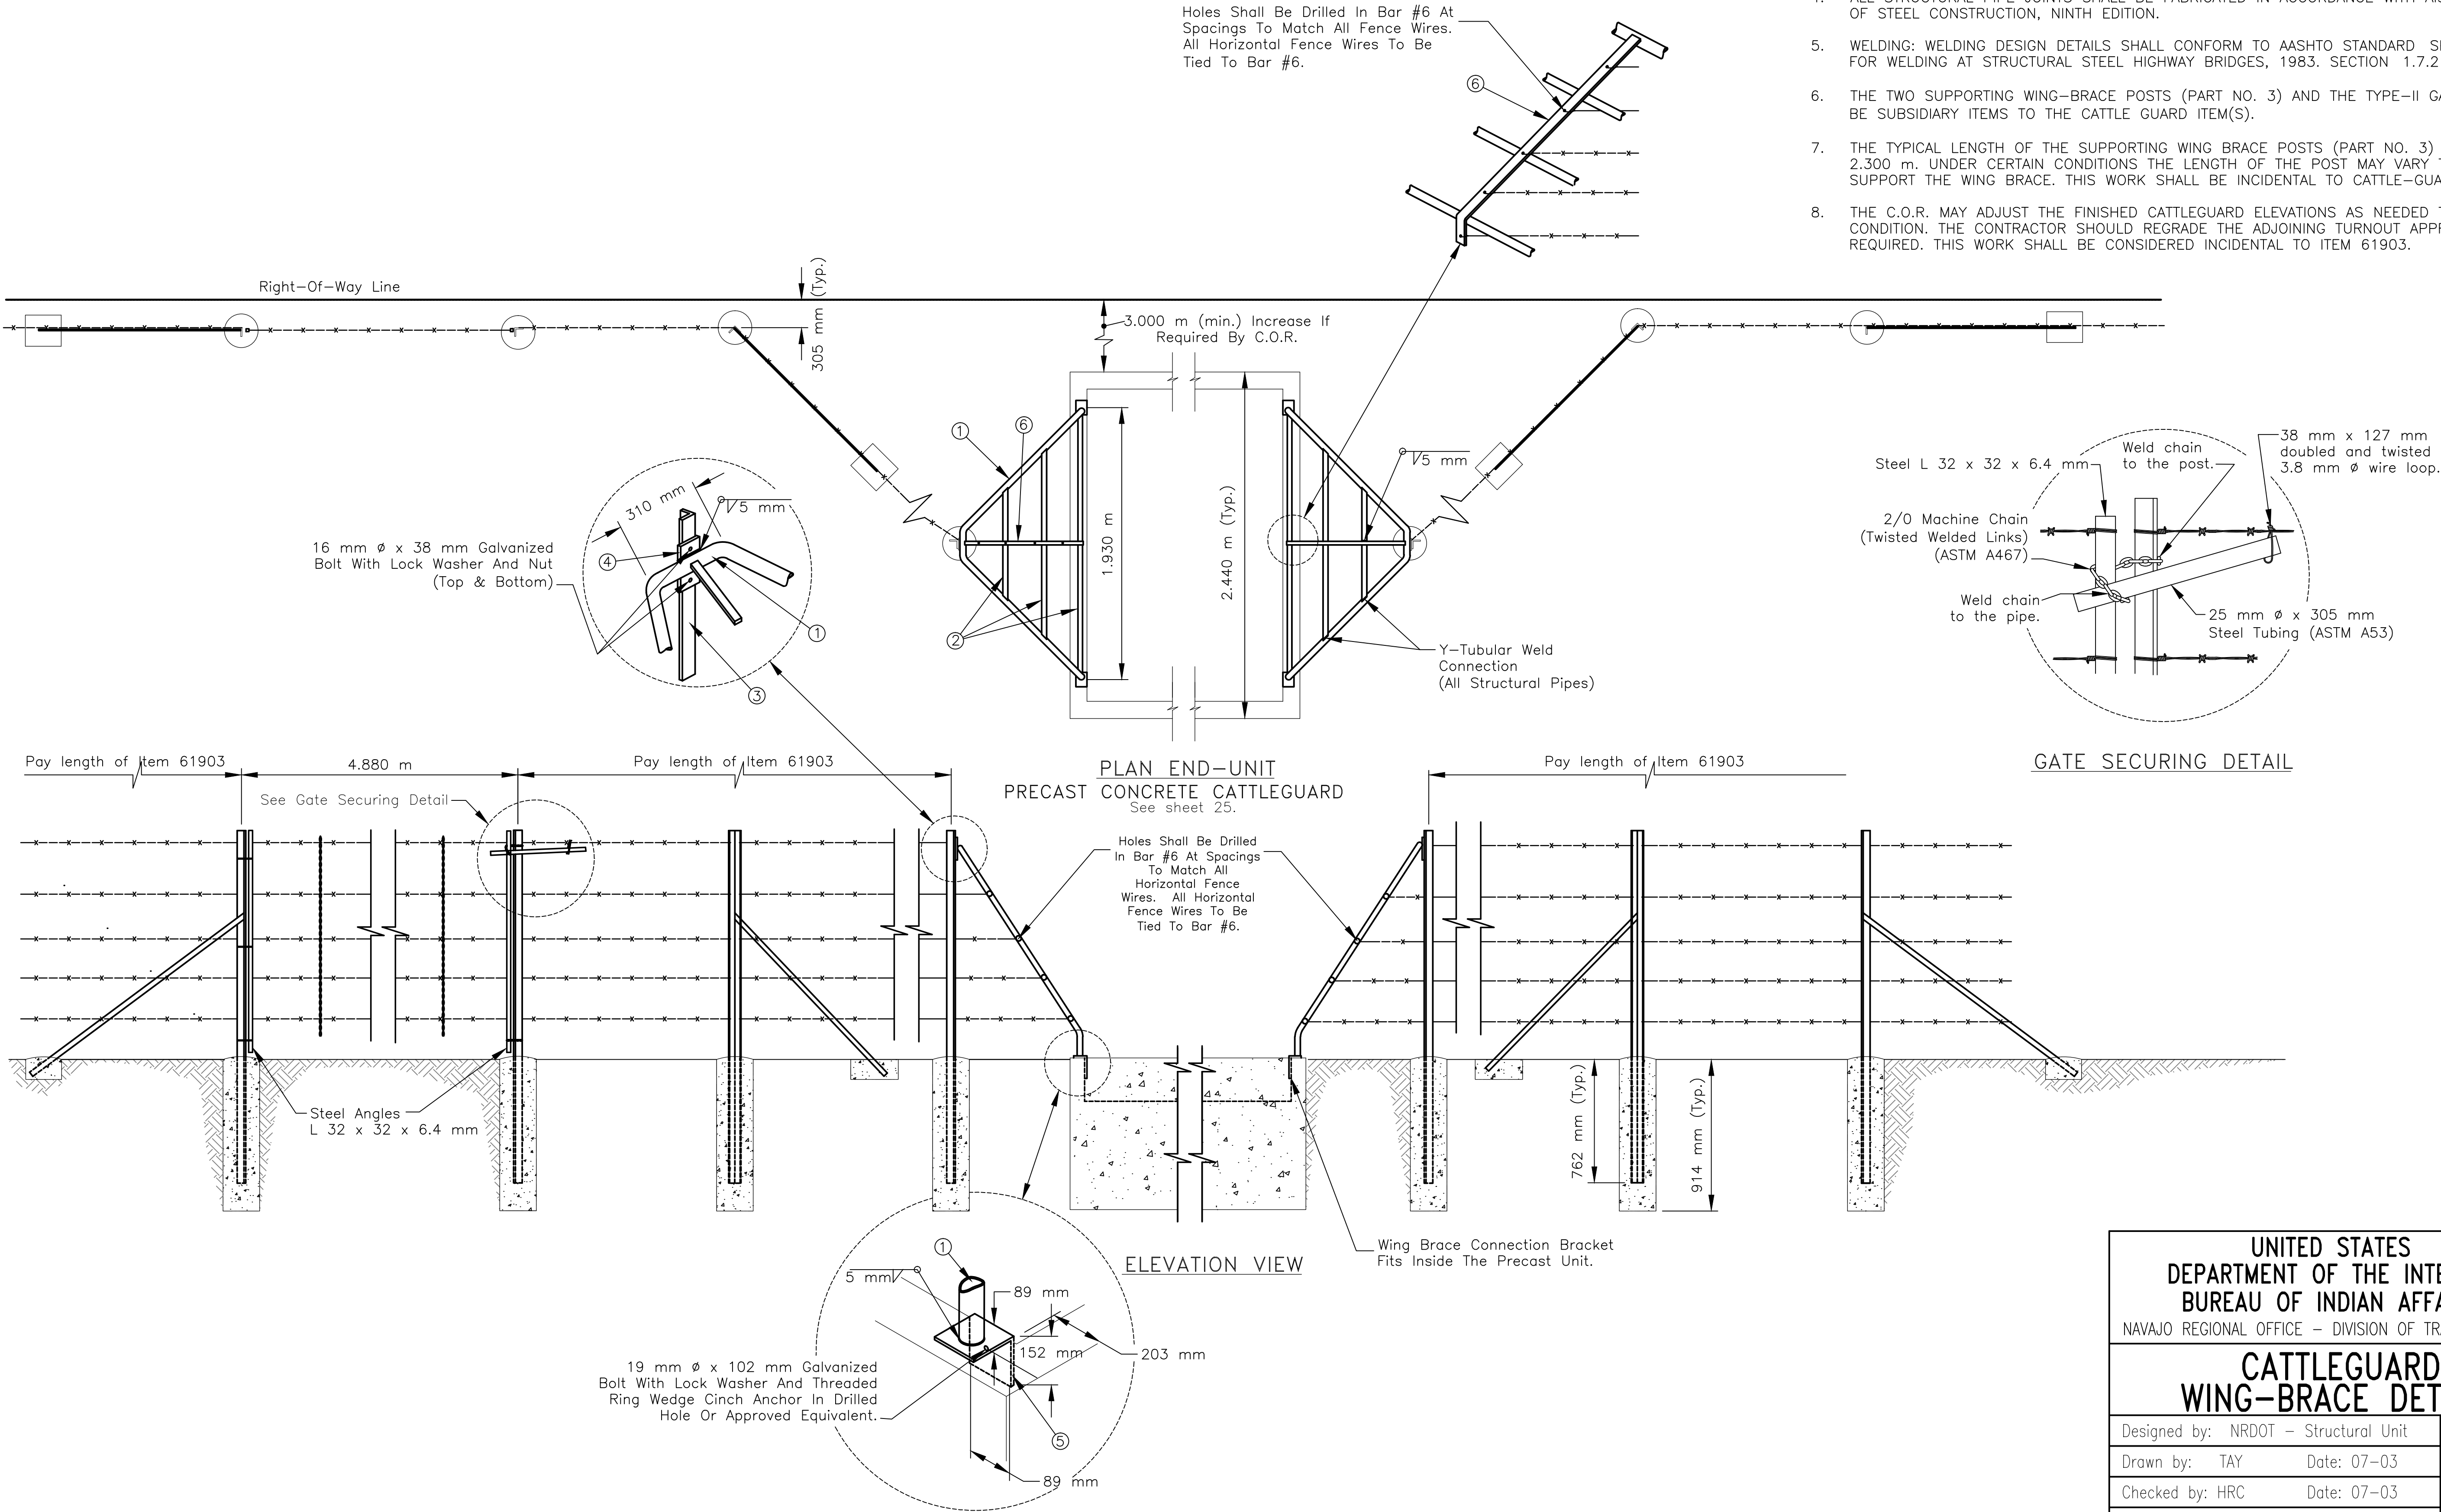 Holes Shall Be Drilled In Bar #6 At
Spacings To Match All Fence Wires.
All Horizontal Fence Wires To Be
Tied To Bar #6.
6
OF STEEL CONSTRUCTION, NINTH EDITION.
5. WELDING: WELDING DESIGN DETAILS SHALL CONFORM TO AASHTO STANDARD
FOR WELDING AT STRUCTURAL STEEL HIGHWAY BRIDGES, 1983. SECTION 1.7.2
6. THE TWO SUPPORTING WING-BRACE POSTS (PART NO. 3) AND THE TYPE-II
BE SUBSIDIARY ITEMS TO THE CATTLE GUARD ITEM(S).
7. THE TYPICAL LENGTH OF THE SUPPORTING WING BRACE POSTS (PART NO. 3)
2.300 m. UNDER CERTAIN CONDITIONS THE LENGTH OF THE POST MAY VARY
SUPPORT THE WING BRACE. THIS WORK SHALL BE INCIDENTAL TO
8. THE C.O.R. MAY ADJUST THE FINISHED CATTLEGUARD ELEVATIONS AS NEEDED
CONDITION. THE CONTRACTOR SHOULD REGRADE THE ADJOINING TURNOUT
REQUIRED. THIS WORK SHALL BE CONSIDERED INCIDENTAL TO ITEM 61903.
Right-Of-Way Line
305 mm (Typ.)
3.000 m (min.) Increase If
Required By C.O.R.
1
6
2
1.930 m
2.440 m (Typ.)
5 mm
Y-Tubular Weld
Connection
(All Structural Pipes)
310 mm
5 mm
16 mm ø x 38 mm Galvanized
Bolt With Lock Washer And Nut
(Top & Bottom)
4
1
3
Steel L 32 x 32 x 6.4 mm
Weld chain
to the post.
38 mm x 127 mm
doubled and twisted
3.8 mm ø wire loop.
2/0 Machine Chain
(Twisted Welded Links)
(ASTM A467)
Weld chain
to the pipe.
25 mm ø x 305 mm
Steel Tubing (ASTM A53)
GATE SECURING DETAIL
PLAN END-UNIT
PRECAST CONCRETE CATTLEGUARD
See sheet 25.
Pay length of Item 61903
4.880 m
Pay length of Item 61903
Pay length of Item 61903
See Gate Securing Detail
Holes Shall Be Drilled
In Bar #6 At Spacings
To Match All
Horizontal Fence
Wires. All Horizontal
Fence Wires To Be
Tied To Bar #6.
Steel Angles
L 32 x 32 x 6.4 mm
762 mm (Typ.)
914 mm (Typ.)
Wing Brace Connection Bracket
Fits Inside The Precast Unit.
ELEVATION VIEW
1
5 mm
89 mm
152 mm
203 mm
19 mm ø x 102 mm Galvanized
Bolt With Lock Washer And Threaded
Ring Wedge Cinch Anchor In Drilled
Hole Or Approved Equivalent.
5
89 mm
UNITED STATES
DEPARTMENT OF THE
BUREAU OF INDIAN
NAVAJO REGIONAL OFFICE - DIVISION OF
CATTLEGUARD
WING-BRACE
Designed by: NRDOT - Structural Unit
Drawn by: TAY Date: 07-03
Checked by: HRC Date: 07-03